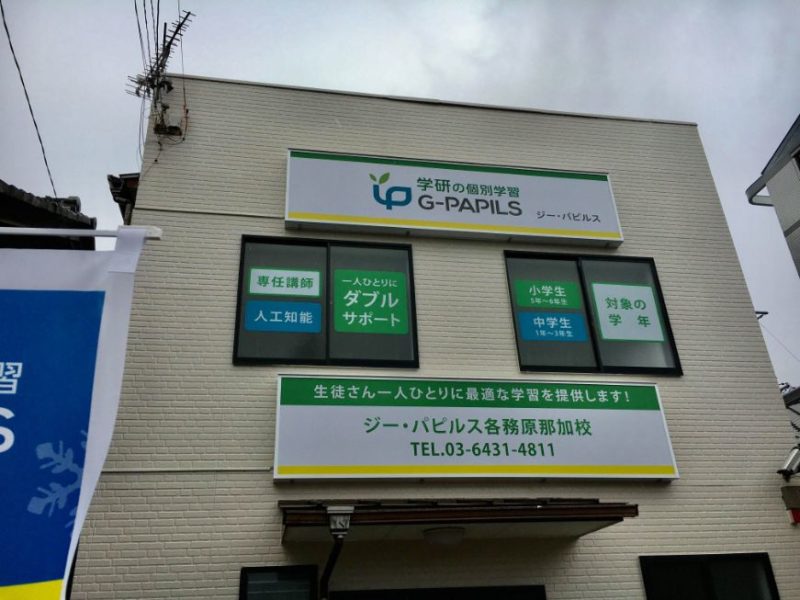 学研の個別学習
G-PAPILS
ジー・パピルス
専任講師
人工知能
一人ひとりに
ダブル
サポート
小学生
5年〜6年生
中学生
1年〜3年生
対象の
学年
生徒さん一人ひとりに最適な学習を提供します！
ジー・パピルス各務原那加校
TEL.03-6431-4811
習
S